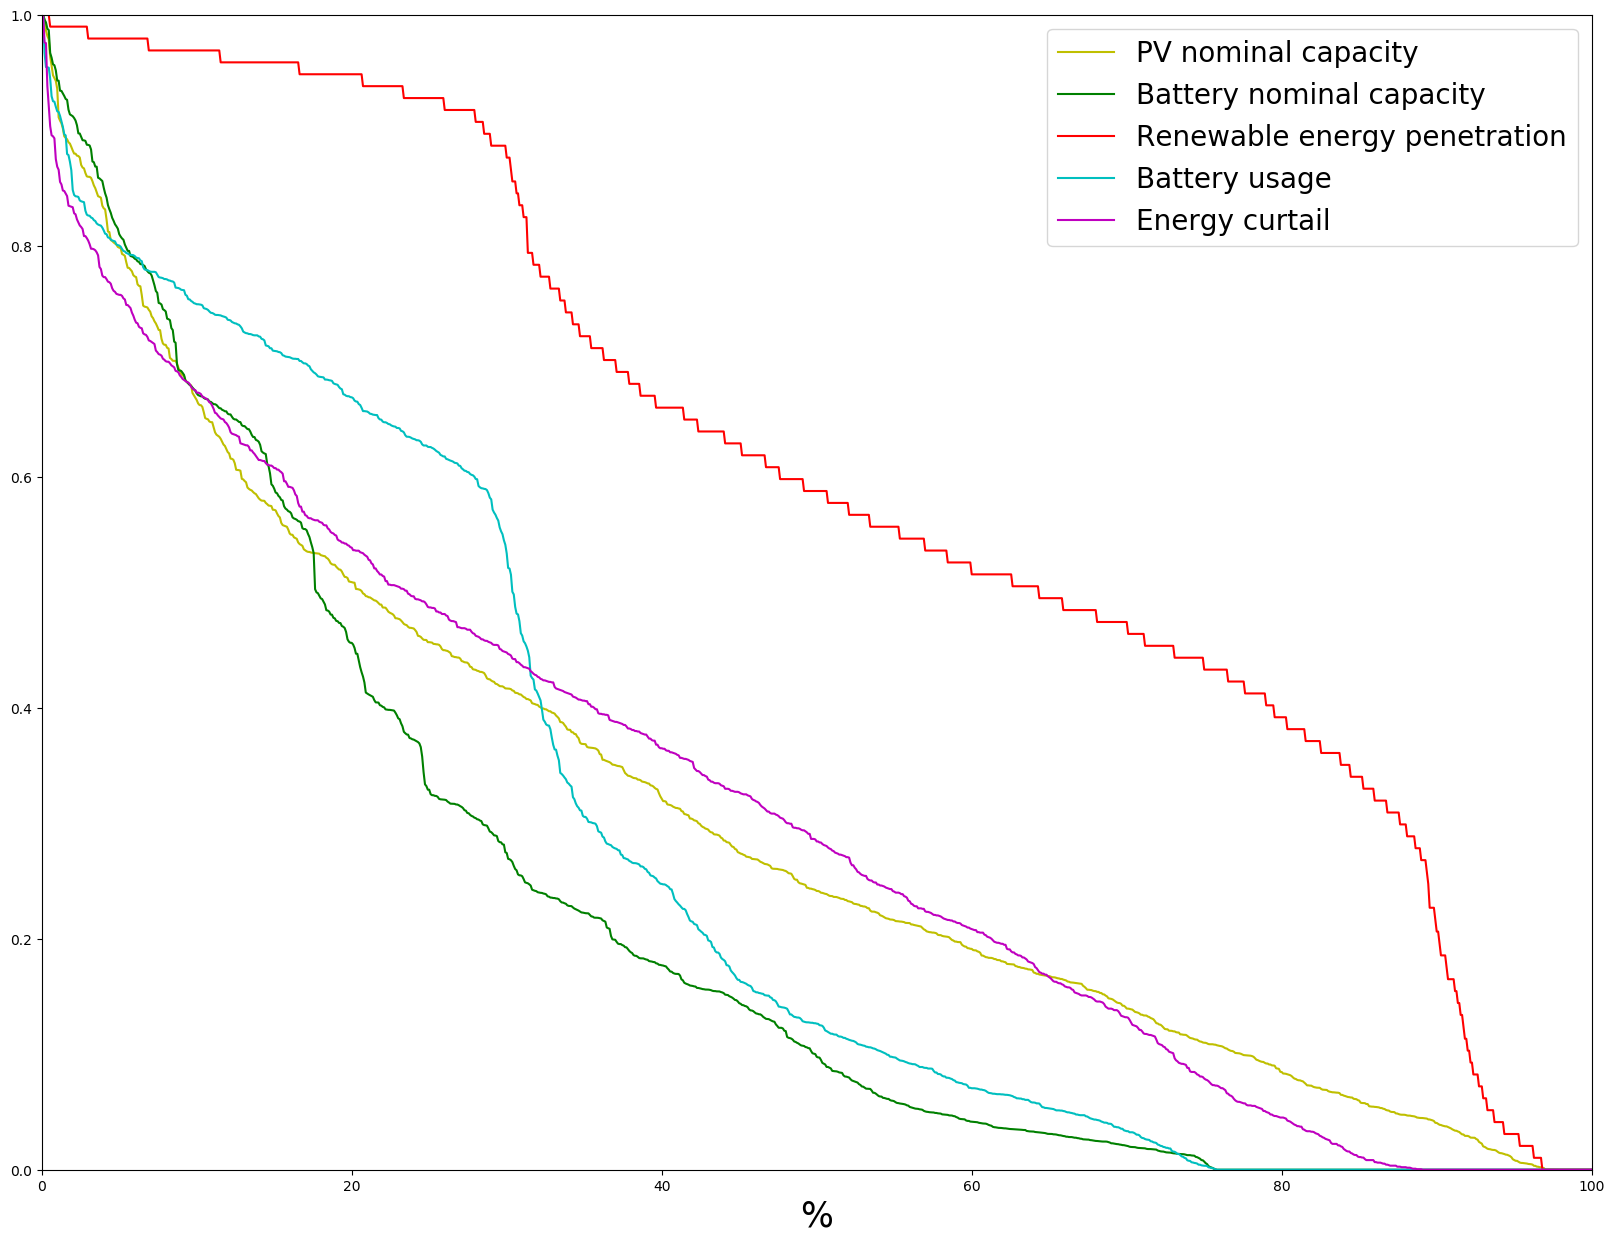 1.0
0.8
0.6
0.4
0.2
0.0
PV nominal capacity
Battery nominal capacity
Renewable energy penetration
Battery usage
Energy curtail
0 20 40 60 80 100
%